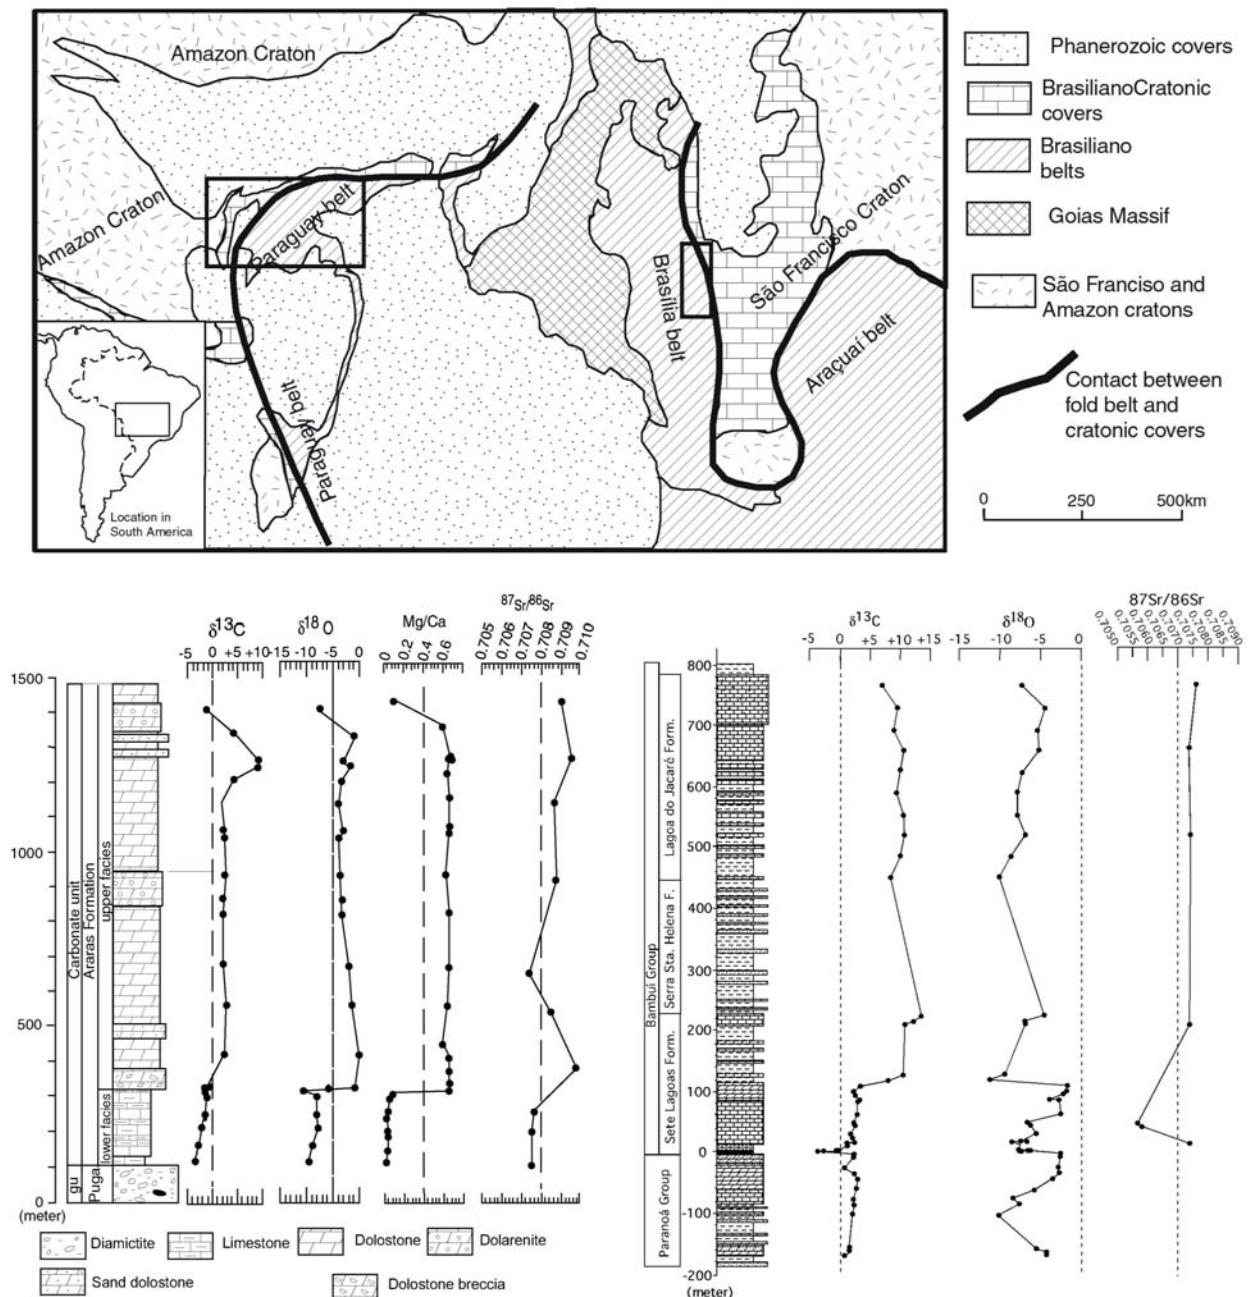 Amazon Craton
Amazon Craton
Paraguay belt
Paraguay belt
Brasília belt
São Francisco Craton
Araçuaí belt
Location in
South America
Phanerozoic covers
BrasilianoCratonic
covers
Brasiliano
belts
Goias Massif
São Franciso and
Amazon cratons
Contact between
fold belt and
cratonic covers
0 250 500km
δ13C
-5 0 +5 +10
δ18O
-15 -10 -5 0
Mg/Ca
0 0.2 0.4 0.6
87Sr/86Sr
0.705 0.706 0.707 0.708 0.709 0.710
1500
1000
500
0
(meter)
Carbonate unit
Araras Formation
upper facies
lower facies
gu
Puga
Diamictite
Limestone
Dolostone
Dolarenite
Sand dolostone
Dolostone breccia
δ13C
-5 0 +5 +10 +15
δ18O
-15 -10 -5 0
87Sr/86Sr
0.7050 0.7055 0.7060 0.7065 0.7070 0.7075 0.7080 0.7085 0.7090
800
700
600
500
400
300
200
100
0
-100
-200
(meter)
Bambuí Group
Lagoa do Jacaré Form.
Serra Sta. Helena F.
Sete Lagoas Form.
Paranoá Group